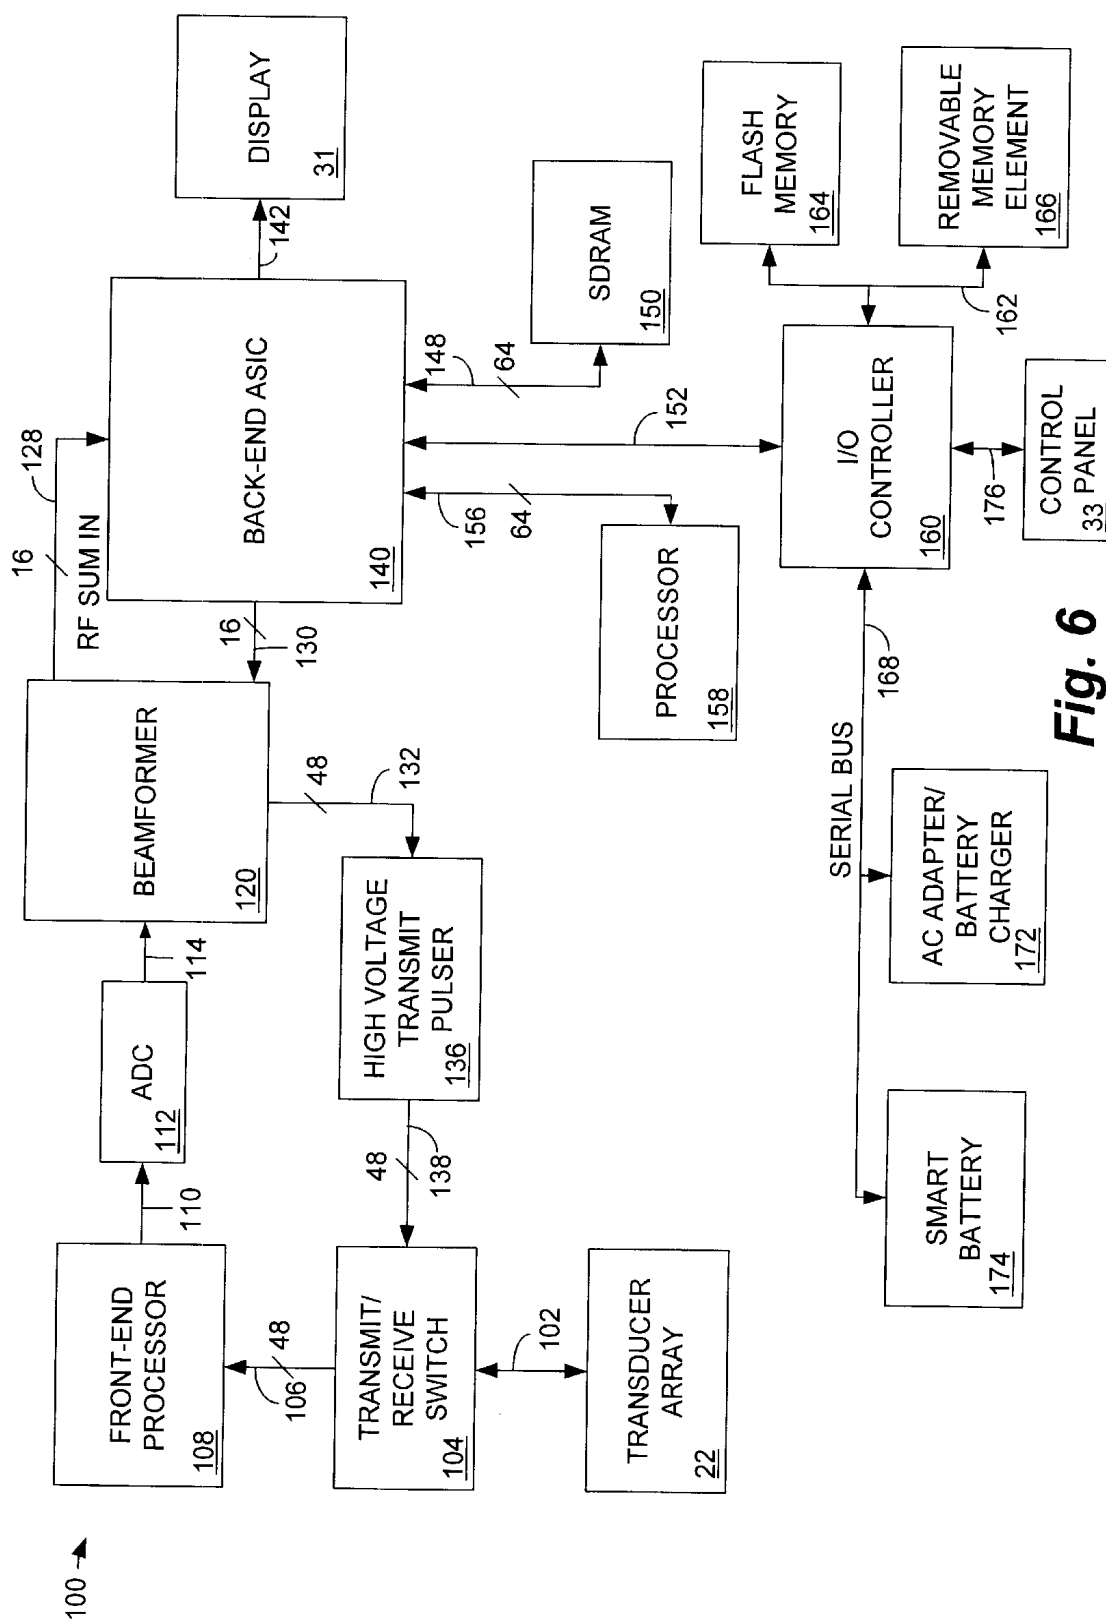 100
FRONT-END
PROCESSOR
108
110
ADC
112
114
BEAMFORMER
120
16
128
RF SUM IN
16
130
BACK-END ASIC
140
142
DISPLAY
31
106
48
TRANSMIT/
RECEIVE
SWITCH
104
48
138
HIGH VOLTAGE
TRANSMIT
PULSER
136
48
132
102
TRANSDUCER
ARRAY
22
156
64
PROCESSOR
158
152
148
64
SDRAM
150
I/O
CONTROLLER
160
162
FLASH
MEMORY
164
REMOVABLE
MEMORY
ELEMENT
166
176
CONTROL
PANEL
33
168
SERIAL BUS
AC ADAPTER/
BATTERY
CHARGER
172
SMART
BATTERY
174
Fig. 6